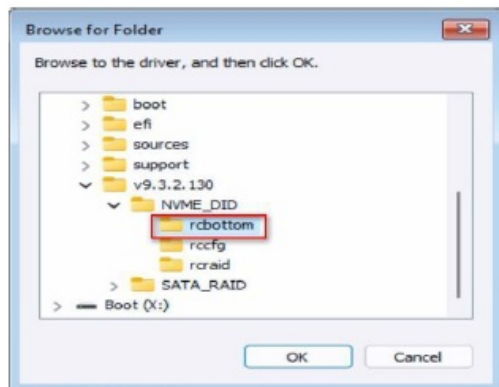 Browse for Folder
Browse to the driver, and then click OK.
boot
efi
sources
support
v9.3.2.130
NVME_DID
rcbottom
rccfg
rcraid
SATA_RAID
Boot (X:)
OK
Cancel